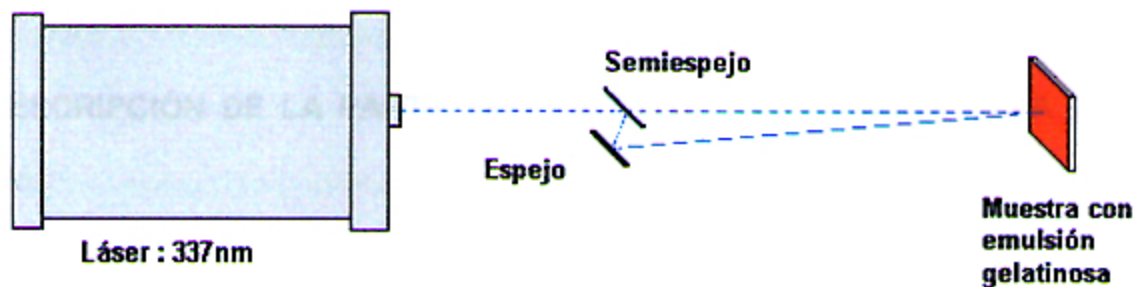 Semiespejo
Espejo
Láser : 337nm
Muestra con
emulsión
gelatinosa